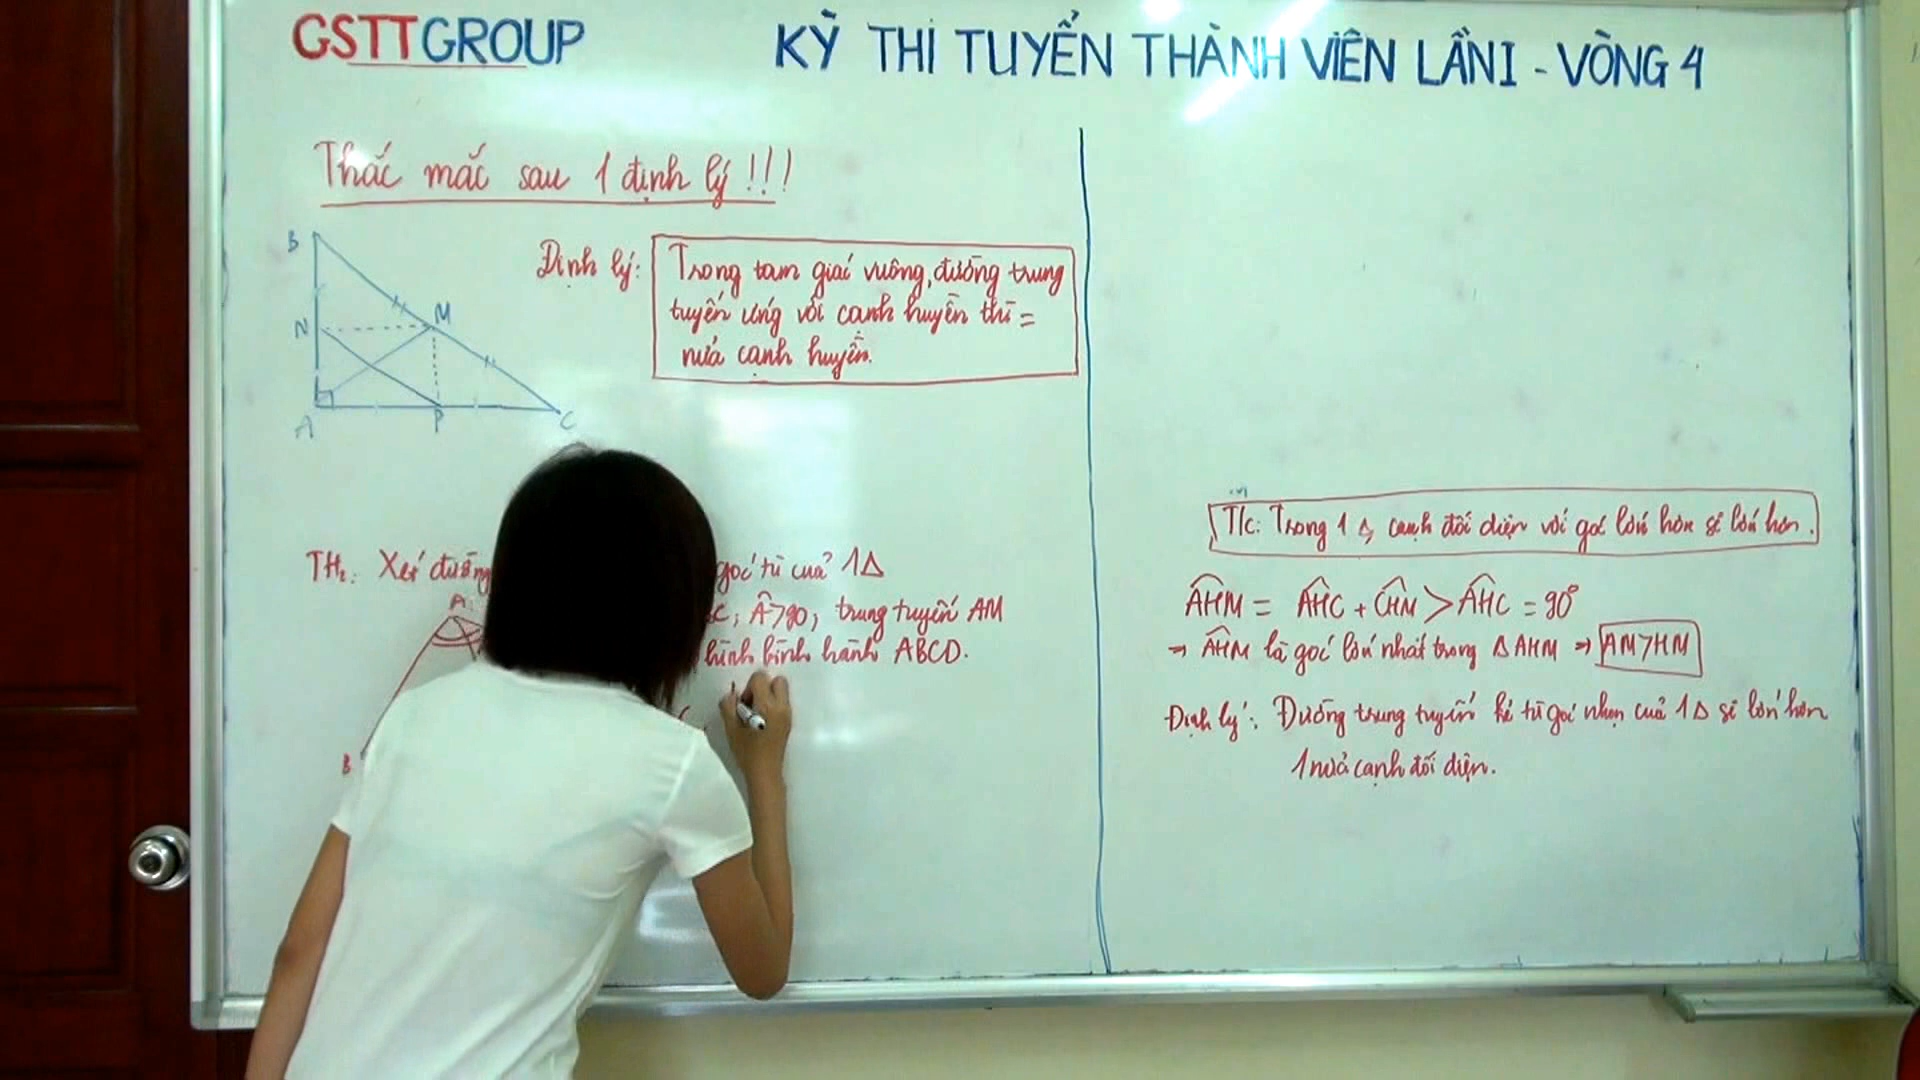 GSTTGROUP
KỲ THI TUYỂN THÀNH VIÊN LẦN I - VÒNG 4
Thắc mắc sau 1 định lý !!!
Định lý:
Trong tam giác vuông, đường trung
tuyến ứng với cạnh huyền thì =
nửa cạnh huyền.
B
N
M
A
P
C
TH2: Xét đường
góc tù của 1Δ
C; Â>90, trung tuyến AM
hình bình hành ABCD.
A
B
T/c: Trong 1 Δ, cạnh đối diện với góc lớn hơn sẽ lớn hơn.
AHM = AHC + CHM > AHC = 90°
⇒ AHM là góc lớn nhất trong Δ AHM ⇒ AM>HM
Định lý: Đường trung tuyến kẻ từ góc nhọn của 1Δ sẽ lớn hơn
1 nửa cạnh đối diện.